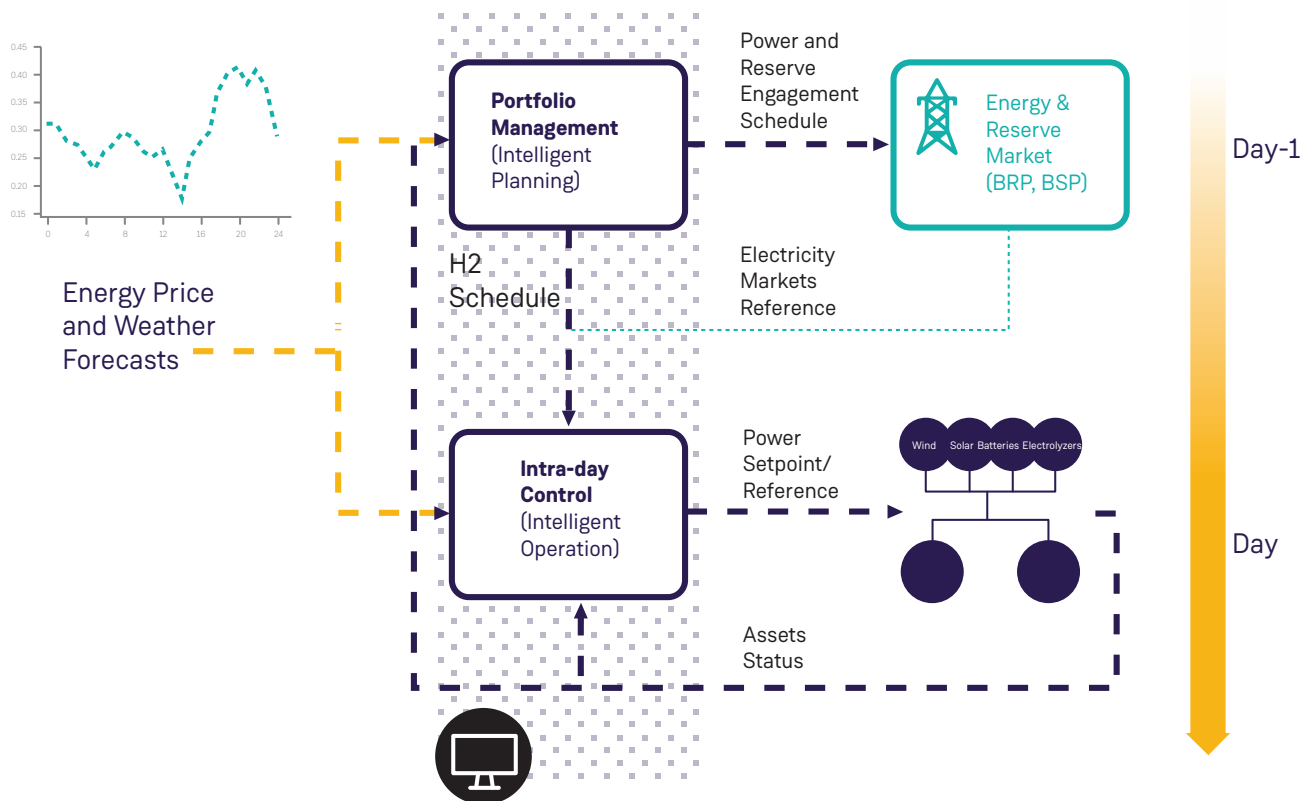 0.45
0.40
0.35
0.30
0.25
0.20
0.15
0 4 8 12 16 20 24
Energy Price
and Weather
Forecasts
Portfolio
Management
(Intelligent
Planning)
Power and
Reserve
Engagement
Schedule
Energy &
Reserve
Market
(BRP, BSP)
Day-1
H2
Schedule
Electricity
Markets
Reference
Intra-day
Control
(Intelligent
Operation)
Power
Setpoint/
Reference
Wind Solar Batteries Electrolyzers
Day
Assets
Status